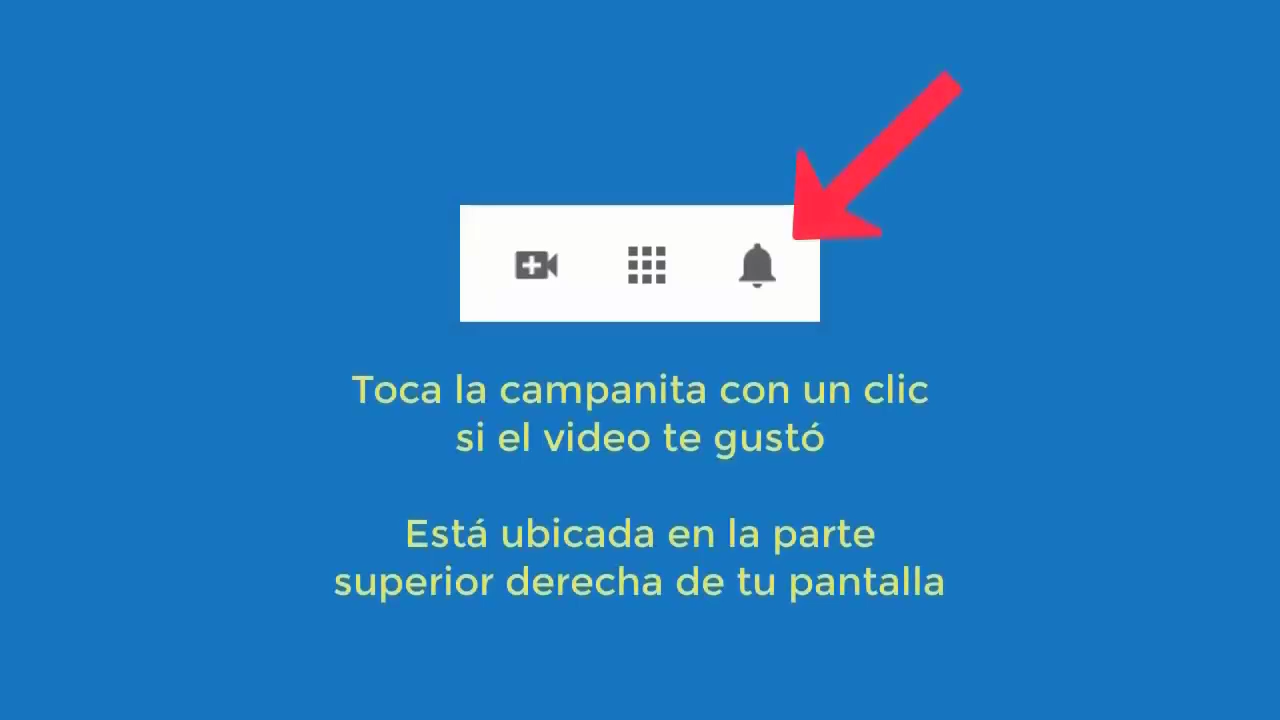 Toca la campanita con un clic
si el video te gustó
Está ubicada en la parte
superior derecha de tu pantalla